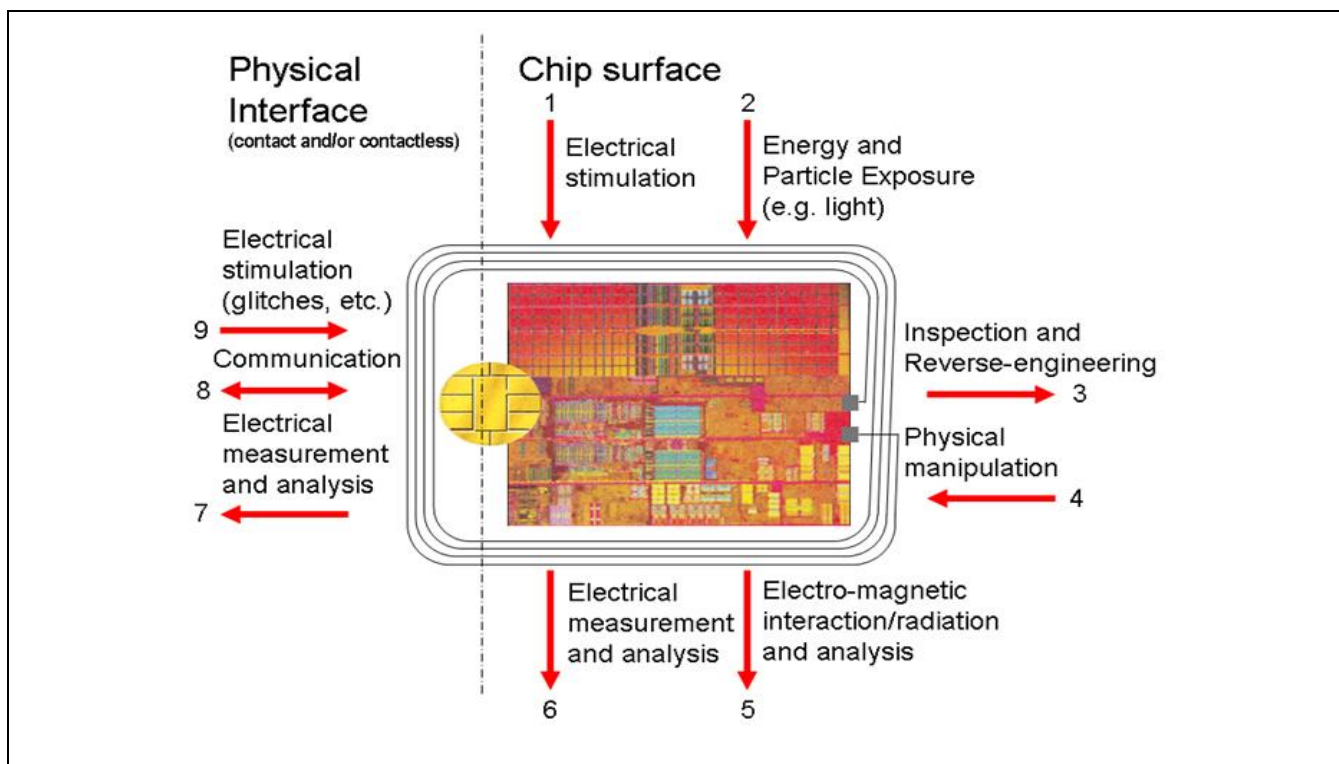 Physical
Interface
(contact and/or contactless)
Chip surface
1
Electrical
stimulation
2
Energy and
Particle Exposure
(e.g. light)
Electrical
stimulation
(glitches, etc.)
9
Communication
8
Electrical
measurement
and analysis
7
Inspection and
Reverse-engineering
3
Physical
manipulation
4
Electrical
measurement
and analysis
6
Electro-magnetic
interaction/radiation
and analysis
5